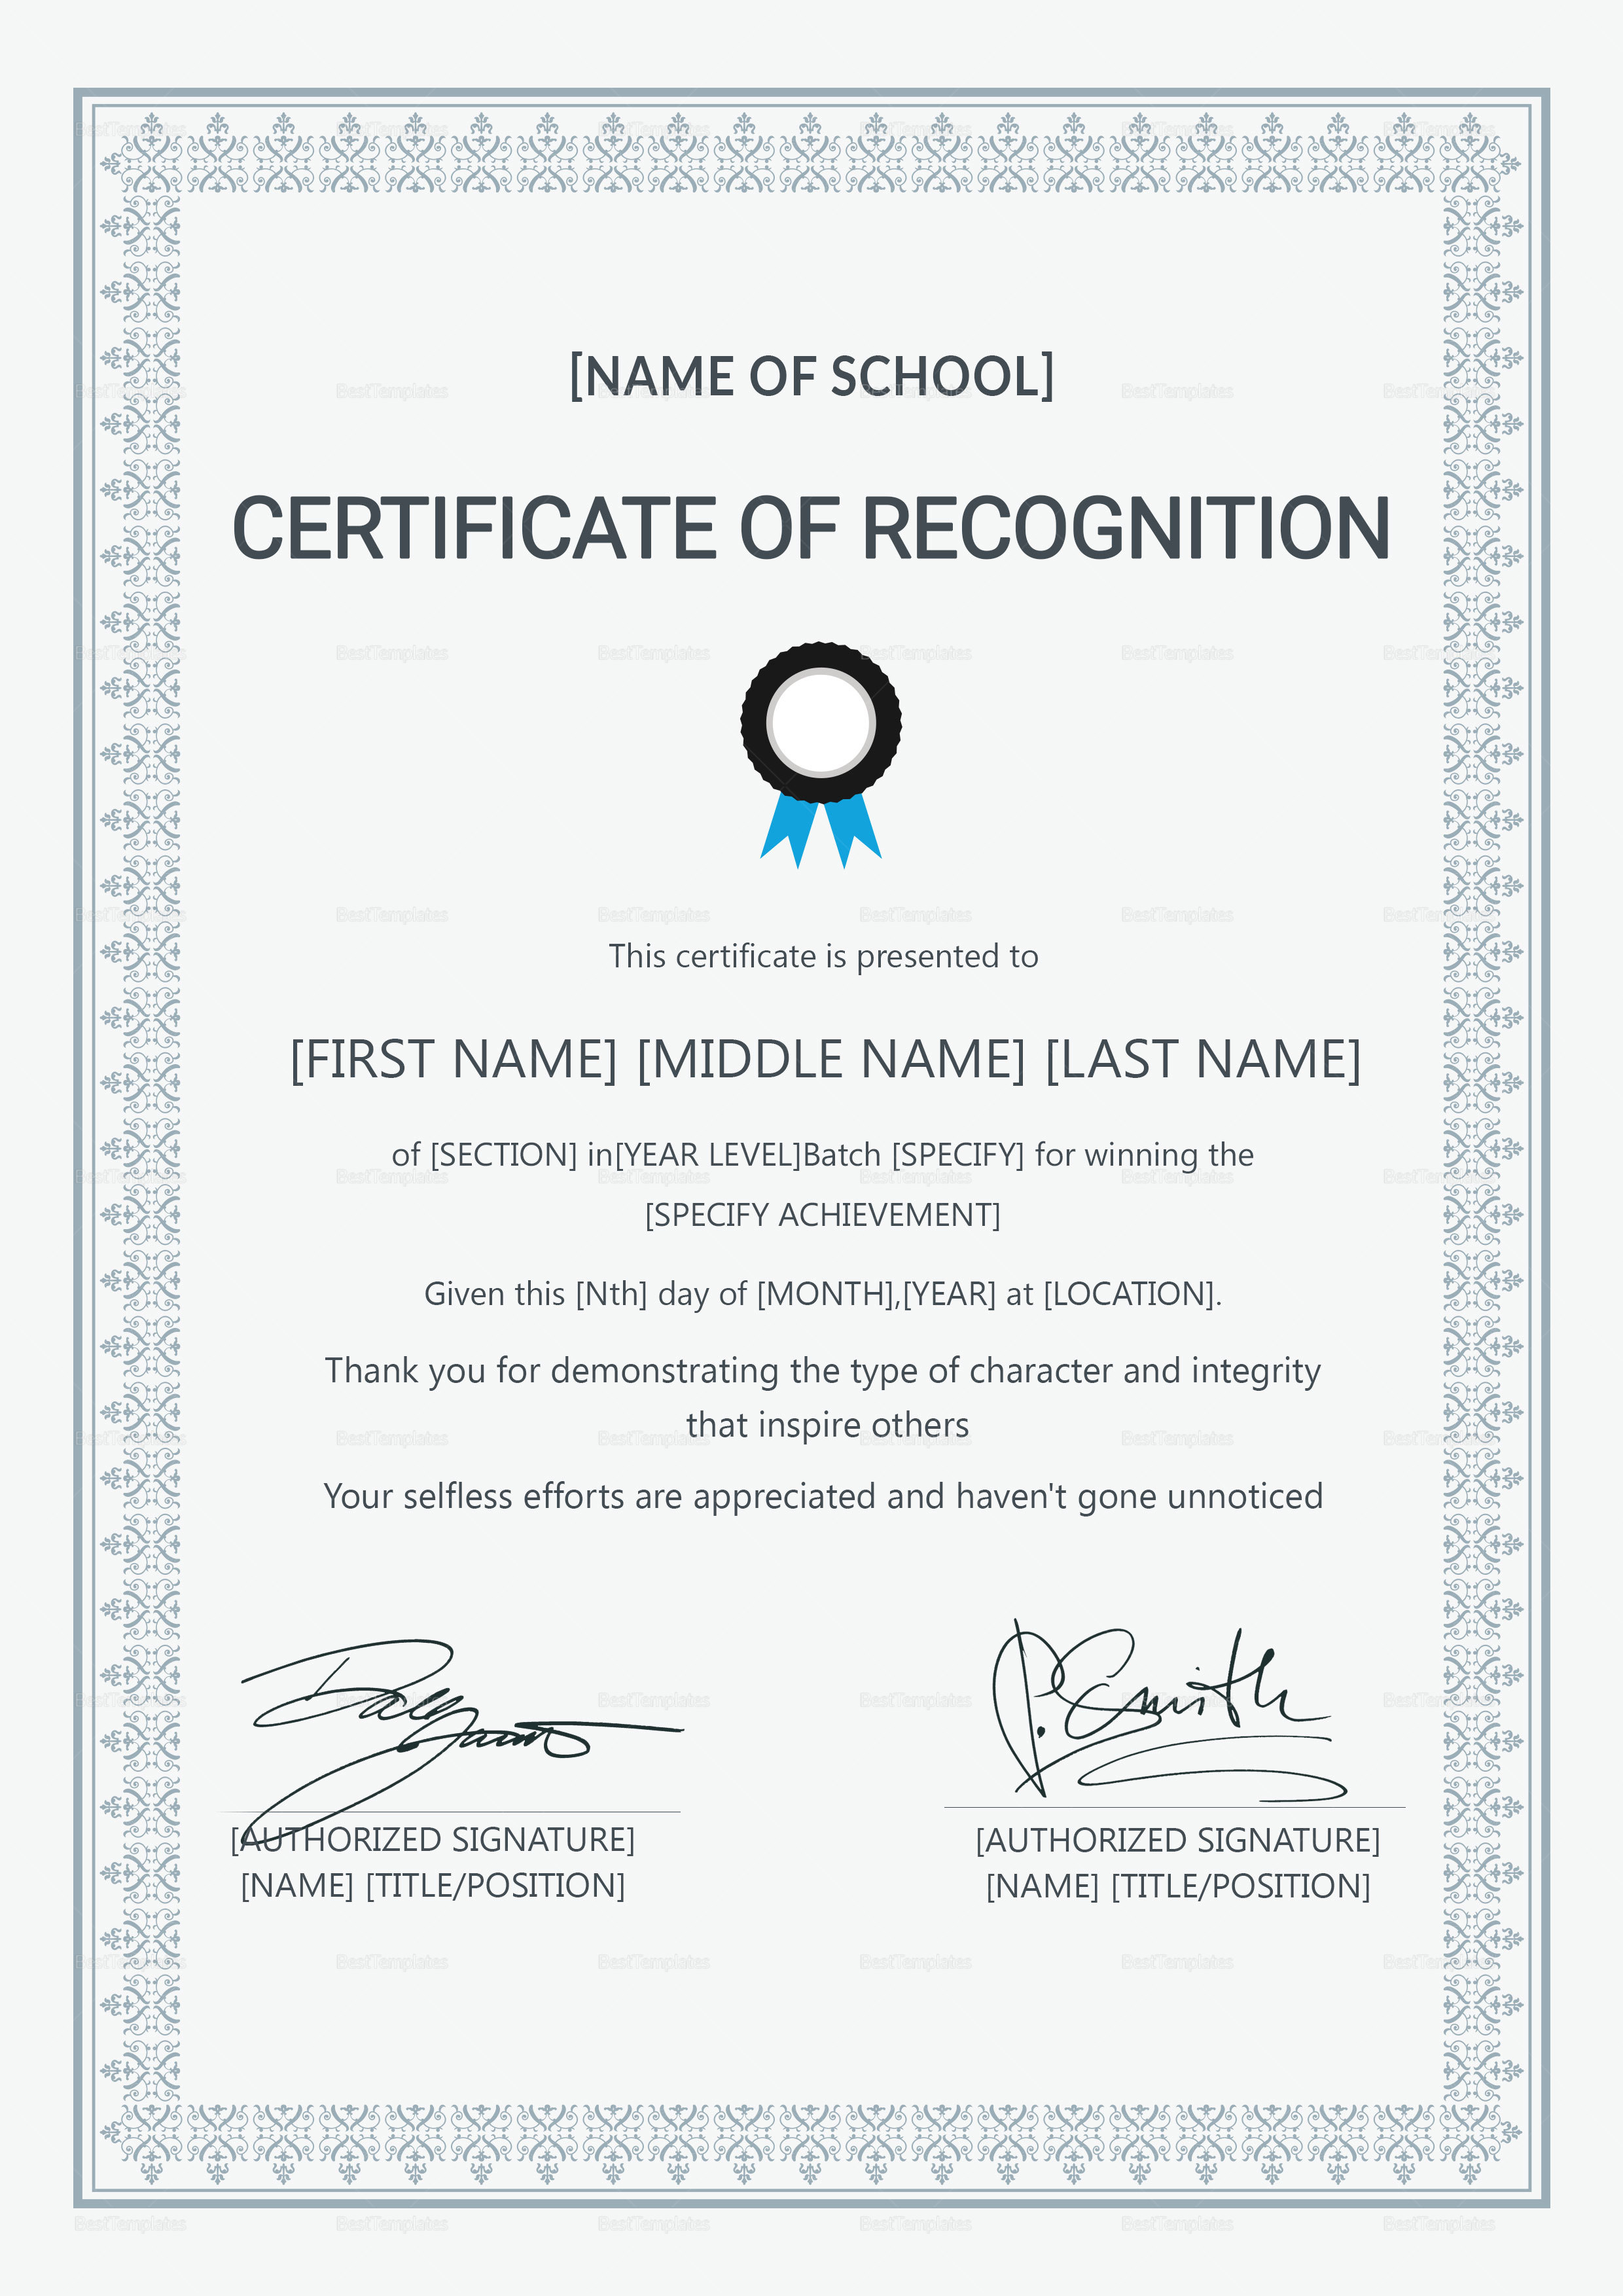 [NAME OF SCHOOL]
CERTIFICATE OF RECOGNITION
This certificate is presented to
[FIRST NAME] [MIDDLE NAME] [LAST NAME]
of [SECTION] in[YEAR LEVEL]Batch [SPECIFY] for winning the
[SPECIFY ACHIEVEMENT]
Given this [Nth] day of [MONTH],[YEAR] at [LOCATION].
Thank you for demonstrating the type of character and integrity
that inspire others
Your selfless efforts are appreciated and haven't gone unnoticed
P. Smith
[AUTHORIZED SIGNATURE]
[NAME] [TITLE/POSITION]
[AUTHORIZED SIGNATURE]
[NAME] [TITLE/POSITION]
BestTemplates